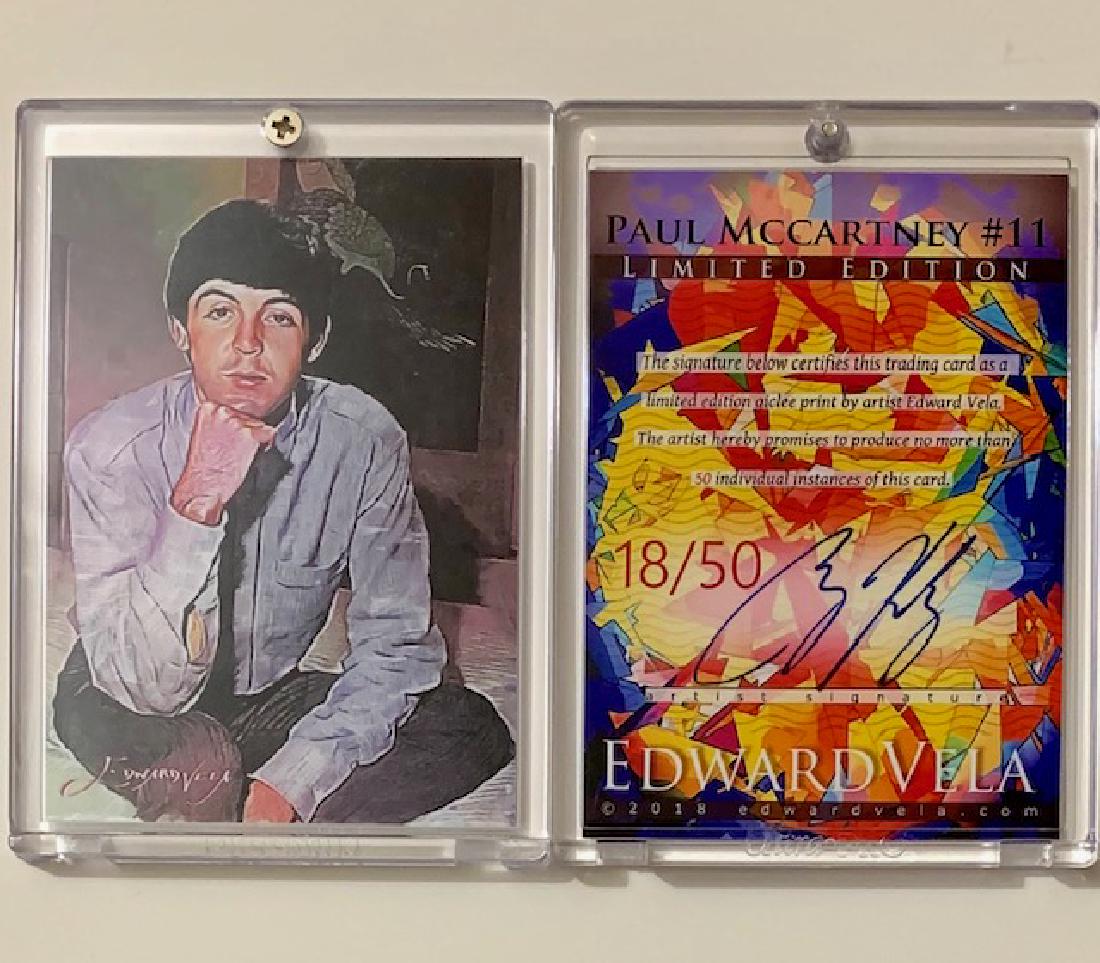 J. EDWARD VELA
PAUL MCCARTNEY #11
LIMITED EDITION
The signature below certifies this trading card as a
limited edition giclee print by artist Edward Vela.
The artist hereby promises to produce no more than
50 individual instances of this card.
18/50
artist signature
EDWARDVELA
©2018 edwardvela.com